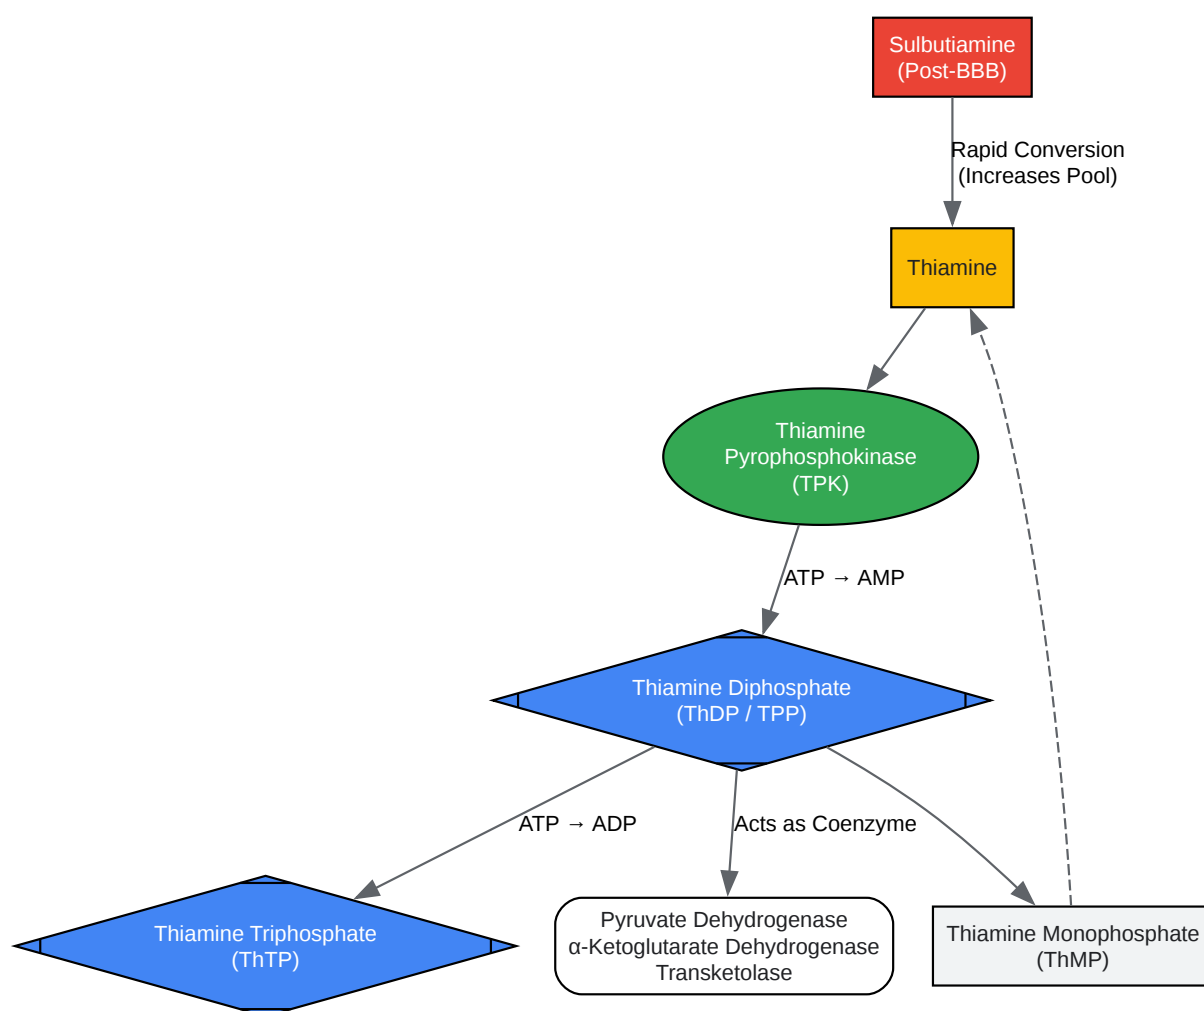 Sulbutiamine
(Post-BBB)
Rapid Conversion
(Increases Pool)
Thiamine
Thiamine
Pyrophosphokinase
(TPK)
ATP → AMP
Thiamine Diphosphate
(ThDP / TPP)
ATP → ADP
Acts as Coenzyme
Thiamine Triphosphate
(ThTP)
Pyruvate Dehydrogenase
α-Ketoglutarate Dehydrogenase
Transketolase
Thiamine Monophosphate
(ThMP)